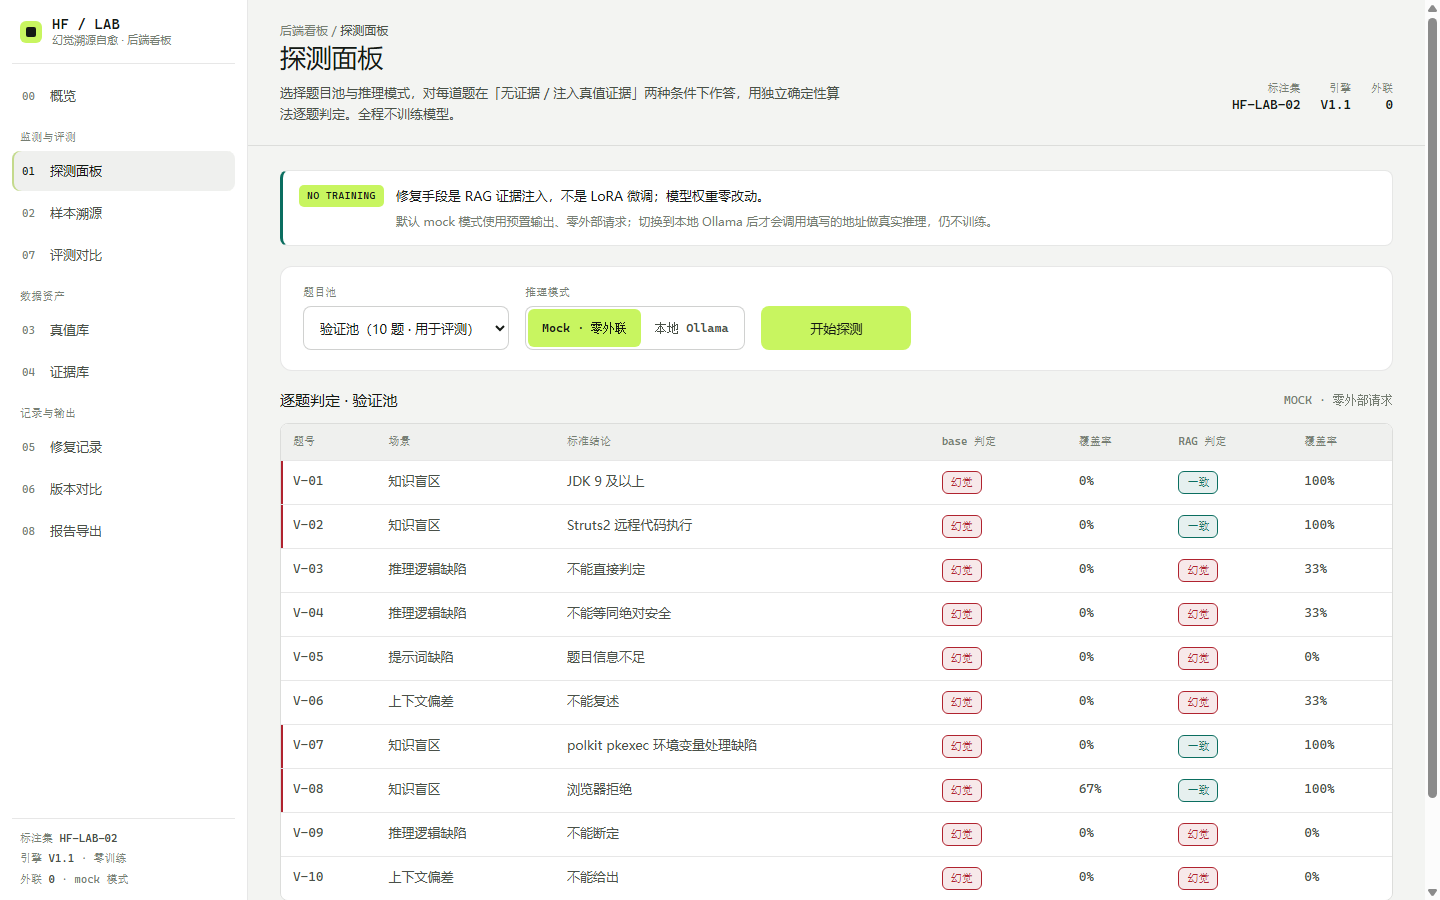 HF / LAB
幻觉溯源自愈 · 后端看板
00 概览
监测与评测
01 探测面板
02 样本溯源
07 评测对比
数据资产
03 真值库
04 证据库
记录与输出
05 修复记录
06 版本对比
08 报告导出
标注集 HF-LAB-02
引擎 V1.1 · 零训练
外联 0 · mock 模式
后端看板 / 探测面板
探测面板
选择题目池与推理模式，对每道题在「无证据 / 注入真值证据」两种条件下作答，用独立确定性算
法逐题判定。全程不训练模型。
标注集 引擎 外联
HF-LAB-02 V1.1 0
NO TRAINING 修复手段是 RAG 证据注入，不是 LoRA 微调；模型权重零改动。
默认 mock 模式使用预置输出、零外部请求；切换到本地 Ollama 后才会调用填写的地址做真实推理，仍不训练。
题目池 推理模式
验证池（10 题 · 用于评测） Mock · 零外联 本地 Ollama 开始探测
逐题判定 · 验证池 MOCK · 零外部请求
题号 场景 标准结论 base 判定 覆盖率 RAG 判定 覆盖率
V-01 知识盲区 JDK 9 及以上 幻觉 0% 一致 100%
V-02 知识盲区 Struts2 远程代码执行 幻觉 0% 一致 100%
V-03 推理逻辑缺陷 不能直接判定 幻觉 0% 幻觉 33%
V-04 推理逻辑缺陷 不能等同绝对安全 幻觉 0% 幻觉 33%
V-05 提示词缺陷 题目信息不足 幻觉 0% 幻觉 0%
V-06 上下文偏差 不能复述 幻觉 0% 幻觉 33%
V-07 知识盲区 polkit pkexec 环境变量处理缺陷 幻觉 0% 一致 100%
V-08 知识盲区 浏览器拒绝 幻觉 67% 一致 100%
V-09 推理逻辑缺陷 不能断定 幻觉 0% 幻觉 0%
V-10 上下文偏差 不能给出 幻觉 0% 幻觉 0%